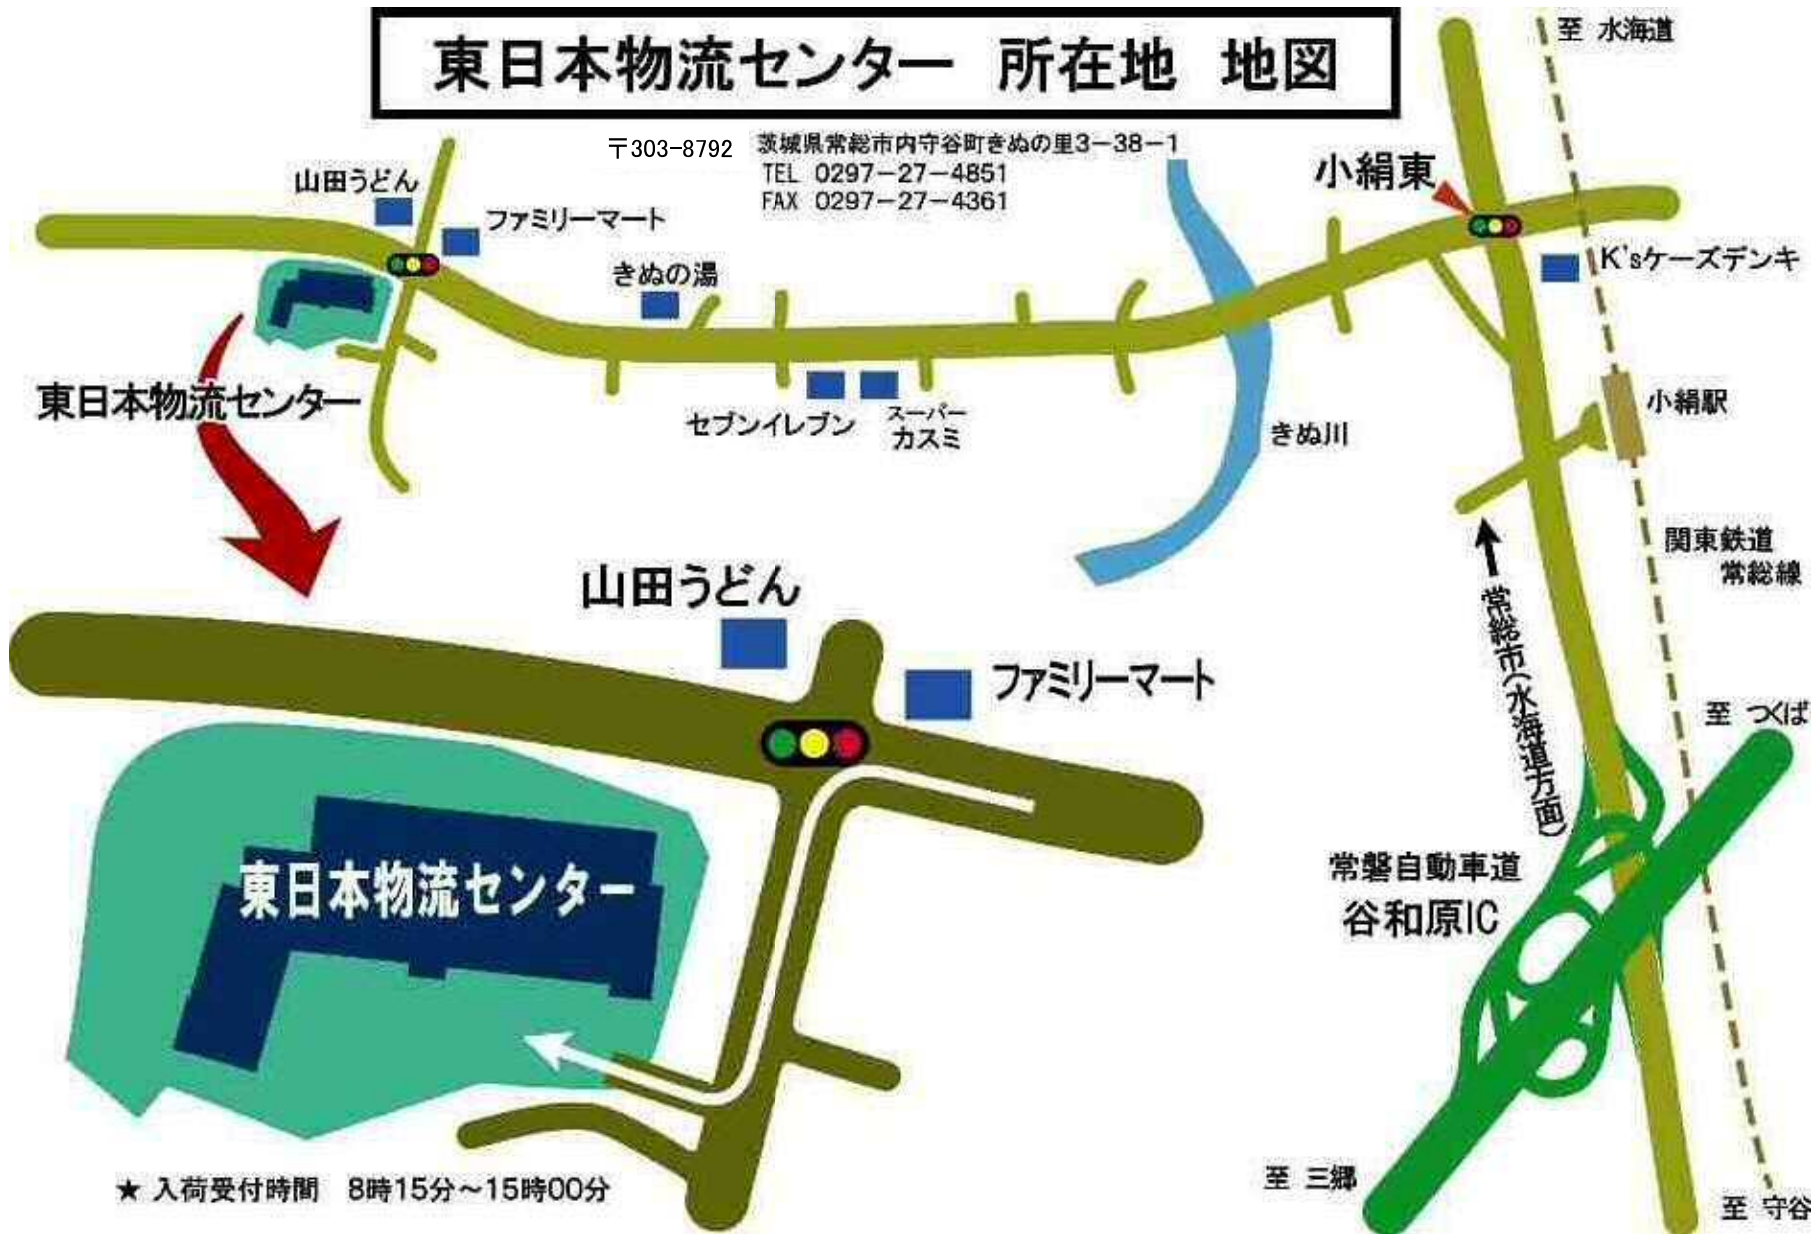 東日本物流センター 所在地 地図
至 水海道
〒303-8792 茨城県常総市内守谷町きぬの里3-38-1
TEL 0297-27-4851
FAX 0297-27-4361
小絹東
山田うどん
ファミリーマート
きぬの湯
K'sケーズデンキ
東日本物流センター
セブンイレブン
スーパー
カスミ
きぬ川
小絹駅
関東鉄道
常総線
常総市(水海道方面)
山田うどん
ファミリーマート
至 つくば
東日本物流センター
常磐自動車道
谷和原IC
★ 入荷受付時間 8時15分~15時00分
至 三郷
至 守谷